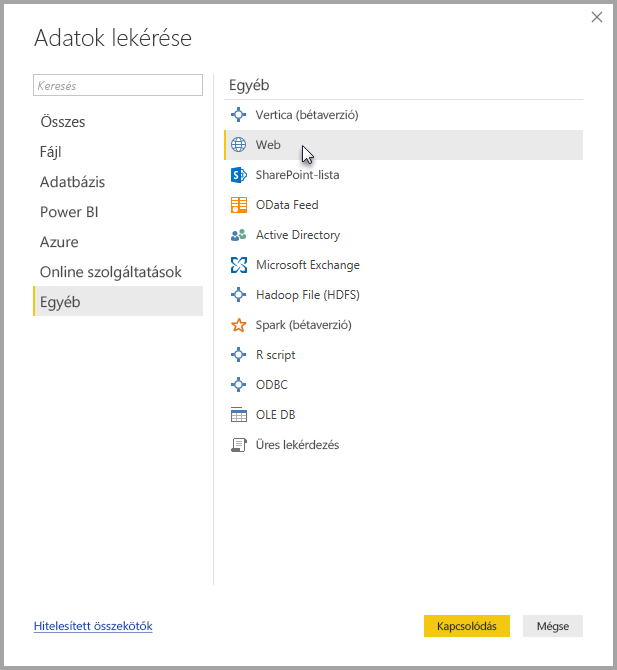 Adatok lekérése
Keresés
Összes
Fájl
Adatbázis
Power BI
Azure
Online szolgáltatások
Egyéb
Egyéb
Vertica (bétaverzió)
Web
SharePoint-lista
OData Feed
Active Directory
Microsoft Exchange
Hadoop File (HDFS)
Spark (bétaverzió)
R script
ODBC
OLE DB
Üres lekérdezés
Hitelesített összekötők
Kapcsolódás
Mégse